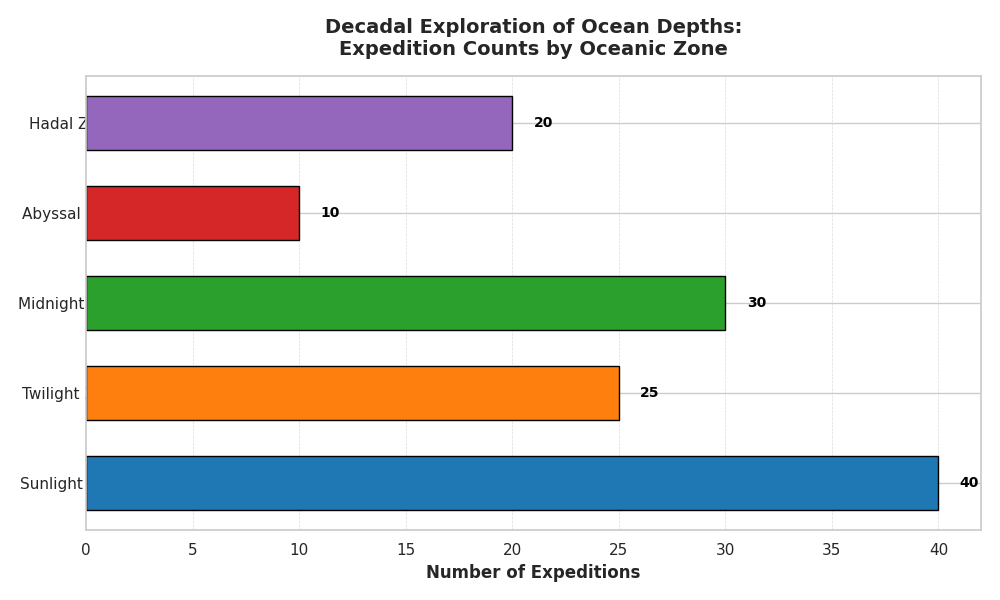 Decadal Exploration of Ocean Depths:
Expedition Counts by Oceanic Zone
Hadal Z
20
Abyssal
10
Midnight
30
Twilight
25
Sunlight
40
0 5 10 15 20 25 30 35 40
Number of Expeditions